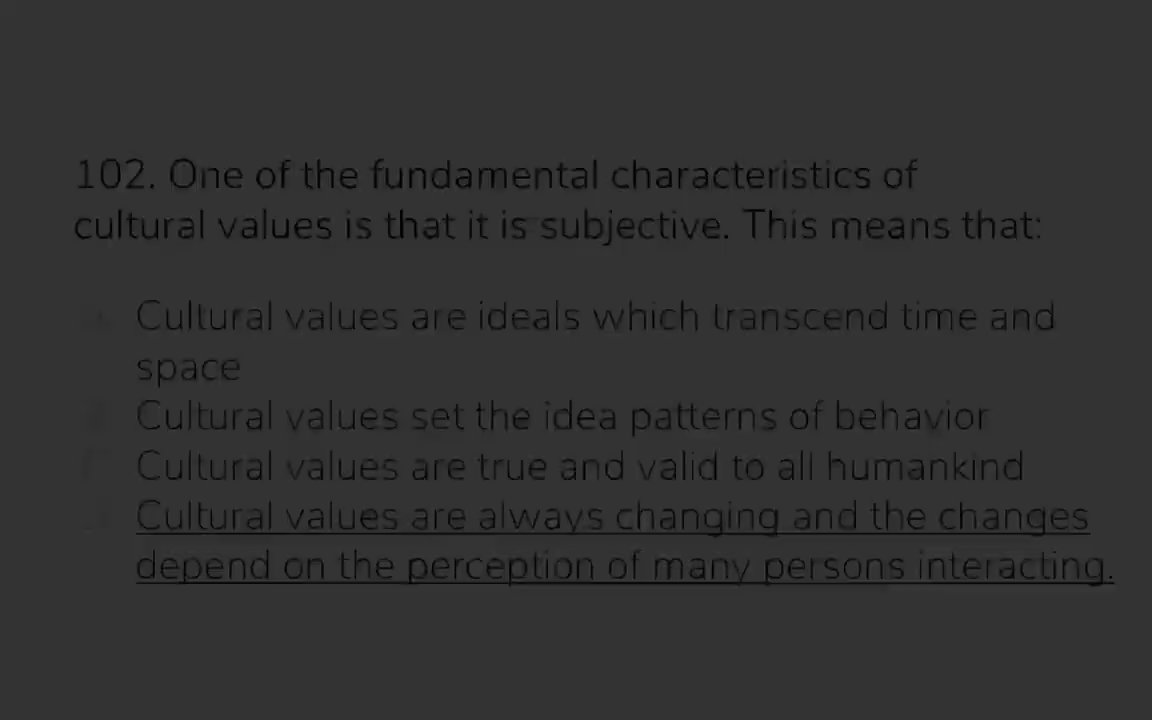 102. One of the fundamental characteristics of
cultural values is that it is subjective. This means that:
Cultural values are ideals which transcend time and
space
Cultural values set the idea patterns of behavior
Cultural values are true and valid to all humankind
Cultural values are always changing and the changes
depend on the perception of many persons interacting.